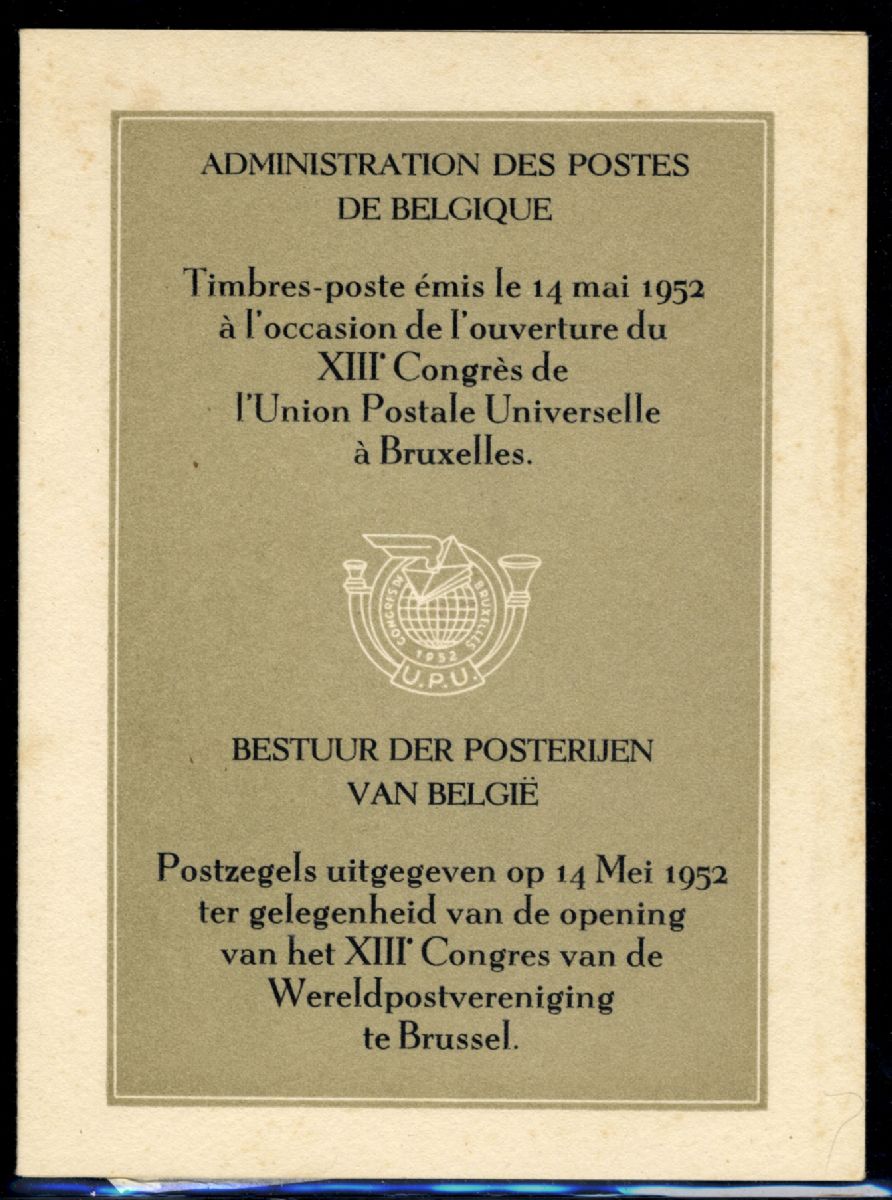 ADMINISTRATION DES POSTES
DE BELGIQUE
Timbres-poste émis le 14 mai 1952
à l'occasion de l'ouverture du
XIIIᵉ Congrès de
l'Union Postale Universelle
à Bruxelles.
CONGRES DE BRUXELLES
1952
U.P.U.
BESTUUR DER POSTERIJEN
VAN BELGIË
Postzegels uitgegeven op 14 Mei 1952
ter gelegenheid van de opening
van het XIIIᵉ Congres van de
Wereldpostvereniging
te Brussel.